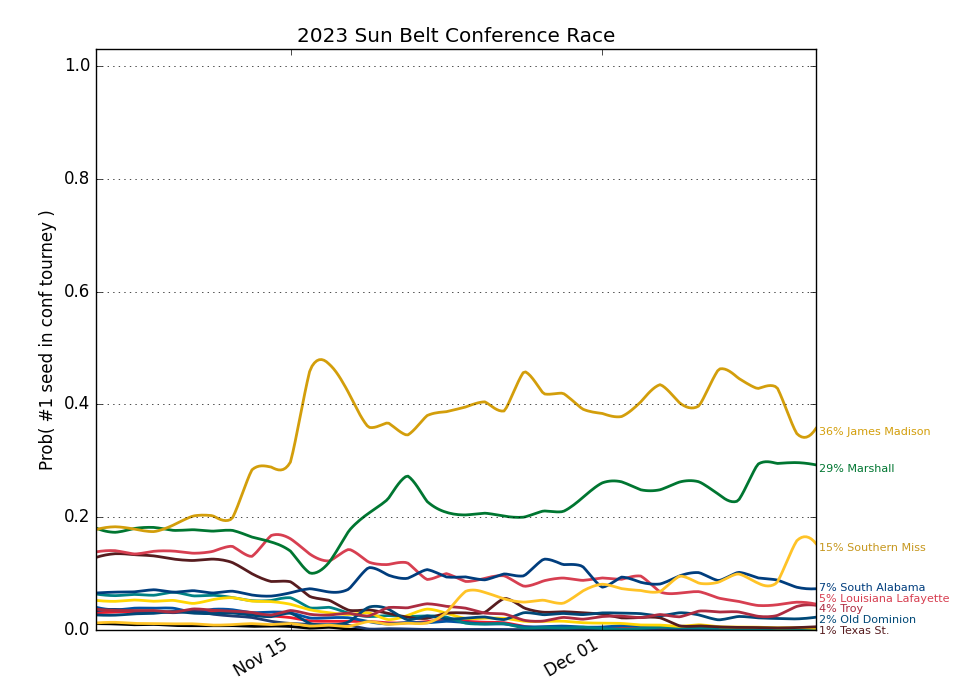 2023 Sun Belt Conference Race
Prob( #1 seed in conf tourney )
1.0
0.8
0.6
0.4
0.2
0.0
Nov 15
Dec 01
36% James Madison
29% Marshall
15% Southern Miss
7% South Alabama
5% Louisiana Lafayette
4% Troy
2% Old Dominion
1% Texas St.